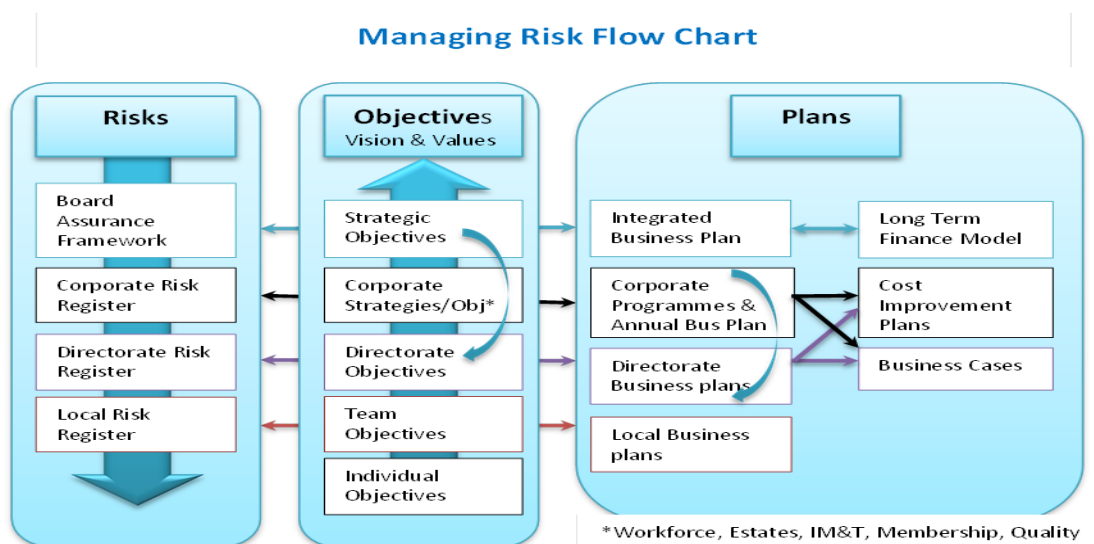 Managing Risk Flow Chart
Risks
Board
Assurance
Framework
Corporate Risk
Register
Directorate Risk
Register
Local Risk
Register
Objectives
Vision & Values
Strategic
Objectives
Corporate
Strategies/Obj*
Directorate
Objectives
Team
Objectives
Individual
Objectives
Plans
Integrated
Business Plan
Long Term
Finance Model
Corporate
Programmes &
Annual Bus Plan
Cost
Improvement
Plans
Directorate
Business plans
Business Cases
Local Business
plans
*Workforce, Estates, IM&T, Membership, Quality